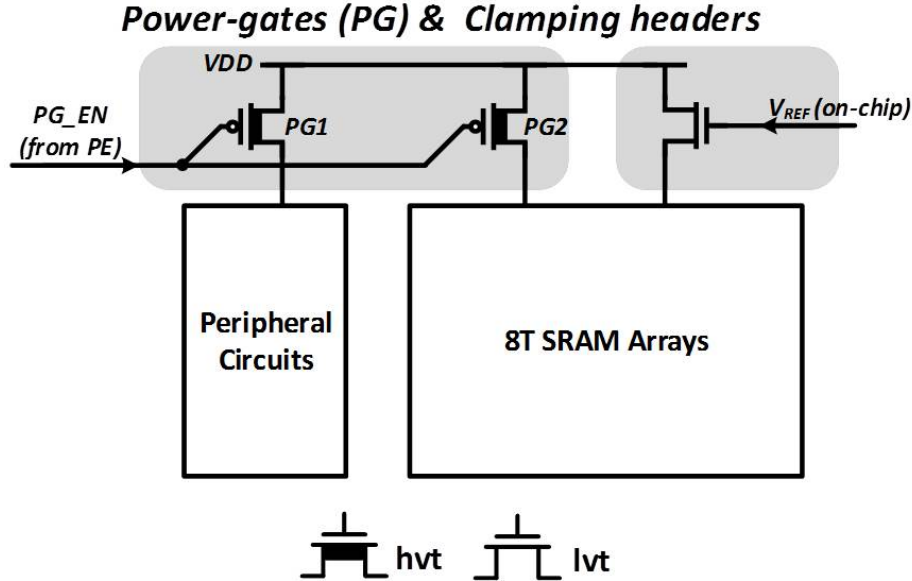 Power-gates (PG) & Clamping headers
VDD
PG_EN
(from PE)
PG1
PG2
VREF (on-chip)
Peripheral
Circuits
8T SRAM Arrays
hvt
lvt